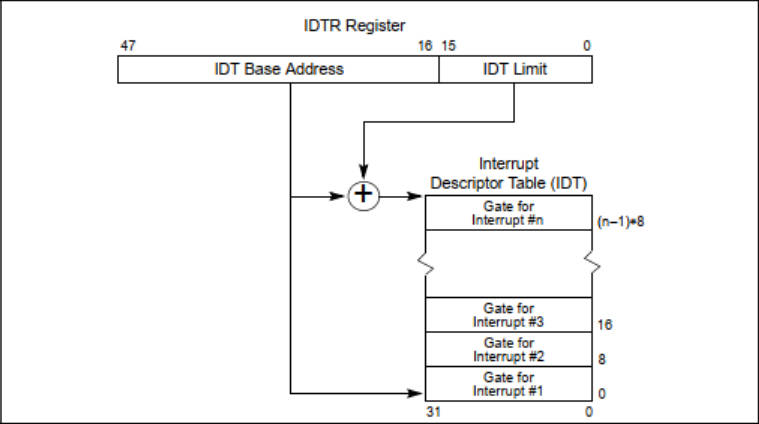 IDTR Register
47 16 15 0
IDT Base Address IDT Limit
Interrupt
Descriptor Table (IDT)
Gate for
Interrupt #n
(n–1)∗8
Gate for
Interrupt #3
16
Gate for
Interrupt #2
8
Gate for
Interrupt #1
0
31 0